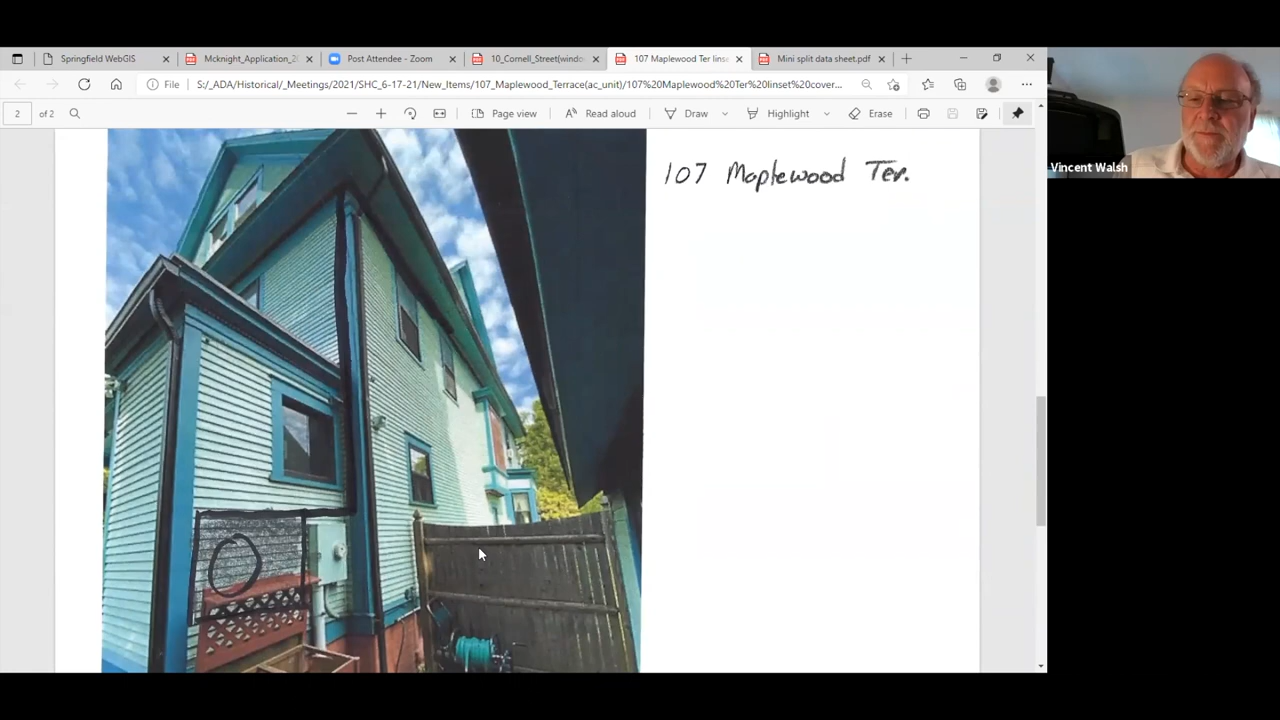 Springfield WebGIS
Mcknight_Application_20
Post Attendee - Zoom
10_Cornell_Street(windo
107 Maplewood Ter linse
Mini split data sheet.pdf
File
S:/_ADA/Historical/_Meetings/2021/SHC_6-17-21/New_Items/107_Maplewood_Terrace(ac_unit)/107%20Maplewood%20Ter%20linset%20cover...
2 of 2
Page view
Read aloud
Draw
Highlight
Erase
Vincent Walsh
107 Maplewood Ter.